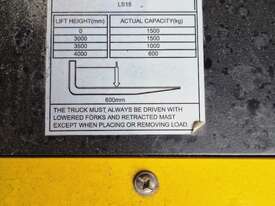 LS15
LIFT HEIGHT(mm) ACTUAL CAPACITY(kg)
0 1500
3000 1500
3500 1000
4000 600
600mm
THE TRUCK MUST ALWAYS BE DRIVEN WITH
LOWERED FORKS AND RETRACTED MAST
EXCEPT WHEN PLACING OR REMOVING LOAD.